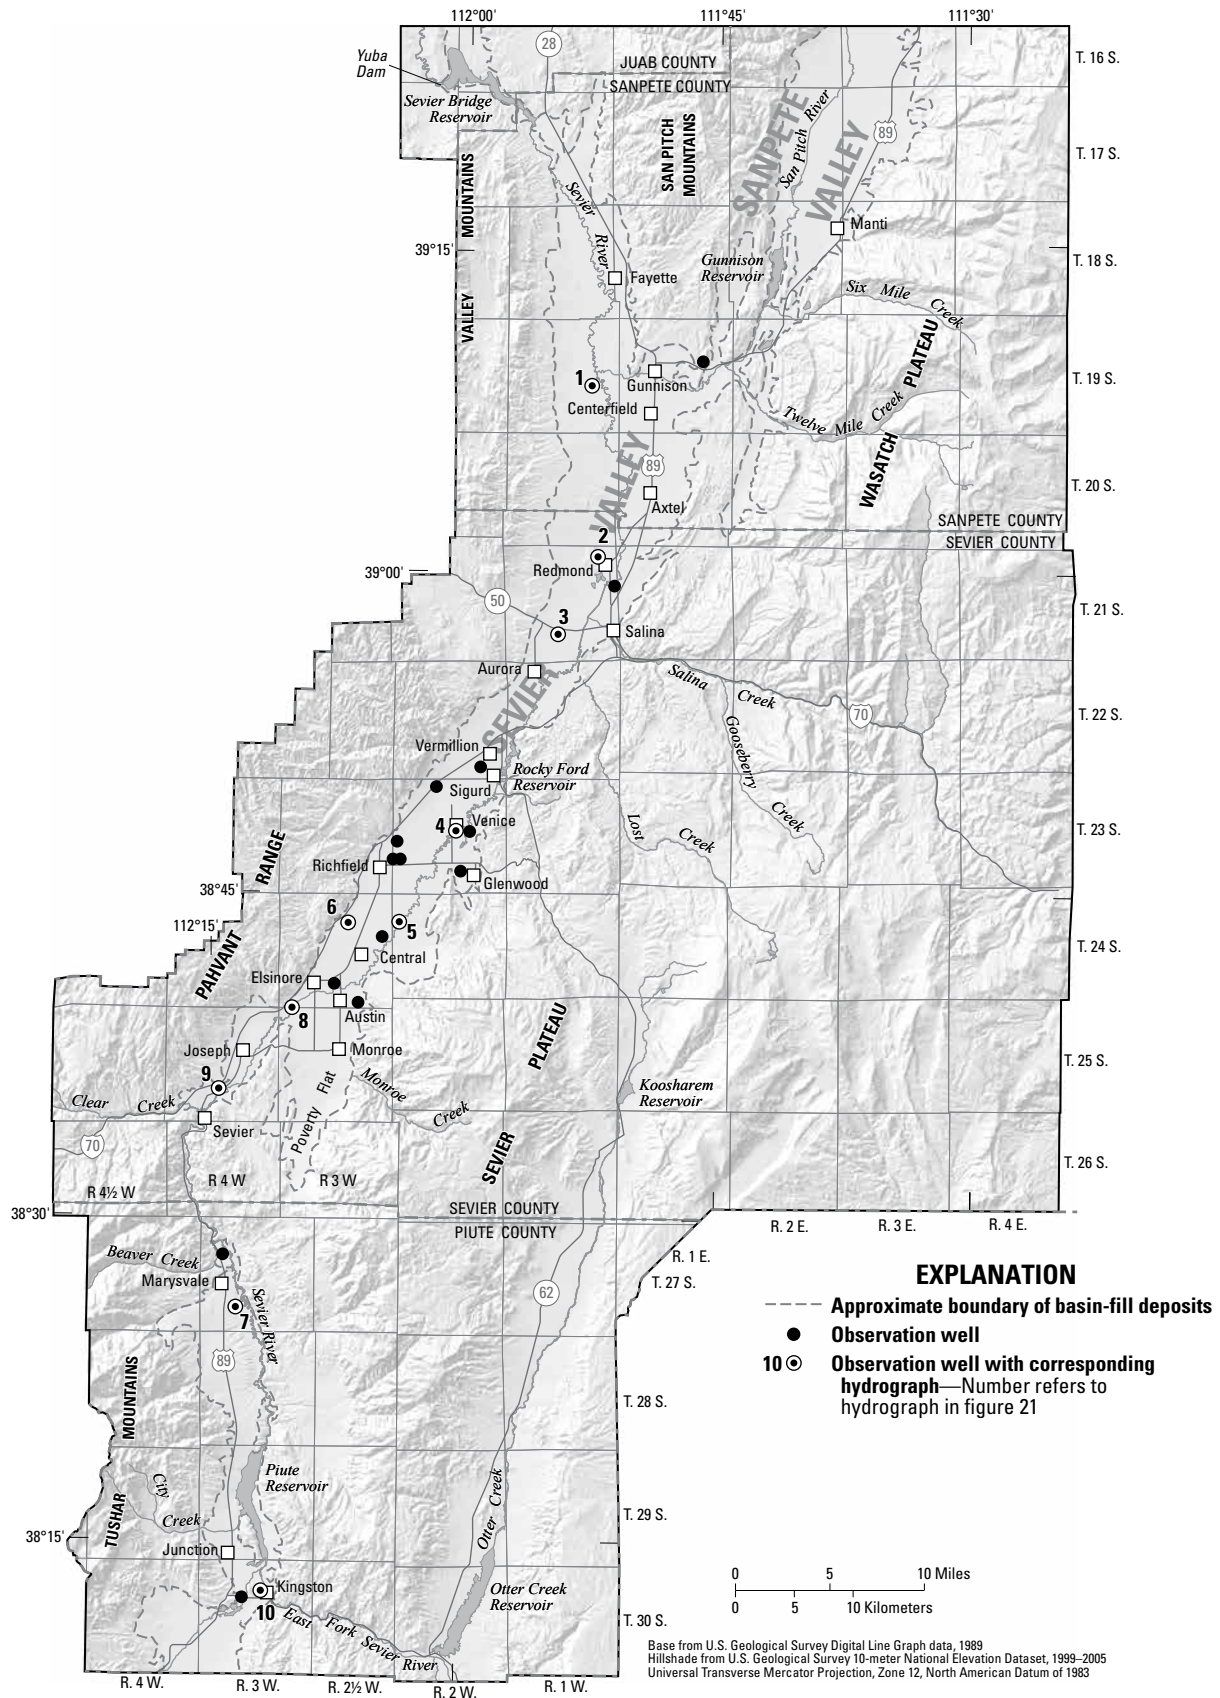 112°00'
111°45'
111°30'
28
Yuba
Dam
JUAB COUNTY
SANPETE COUNTY
T. 16 S.
Sevier Bridge
Reservoir
SAN PITCH
MOUNTAINS
SANPETE
VALLEY
San Pitch River
89
T. 17 S.
VALLEY MOUNTAINS
Sevier River
Manti
39°15'
T. 18 S.
Gunnison
Reservoir
Fayette
Six Mile Creek
WASATCH PLATEAU
1
Gunnison
T. 19 S.
Centerfield
Twelve Mile Creek
89
SEVIER VALLEY
T. 20 S.
Axtel
SANPETE COUNTY
SEVIER COUNTY
2
Redmond
39°00'
50
3
T. 21 S.
Salina
Aurora
Salina Creek
70
T. 22 S.
Gooseberry Creek
Vermillion
Rocky Ford
Reservoir
Sigurd
4
Venice
Lost Creek
T. 23 S.
PAHVANT RANGE
Richfield
Glenwood
38°45'
112°15'
6
5
T. 24 S.
Central
Elsinore
8
Austin
SEVIER PLATEAU
Joseph
Monroe
T. 25 S.
9
Clear Creek
Poverty Flat
Monroe Creek
Koosharem
Reservoir
Sevier
70
T. 26 S.
R 4½ W
R 4 W
R 3 W
38°30'
SEVIER COUNTY
PIUTE COUNTY
R. 2 E.
R. 3 E.
R. 4 E.
R. 1 E.
T. 27 S.
Beaver Creek
Marysvale
7
Sevier River
62
89
TUSHAR MOUNTAINS
T. 28 S.
Piute
Reservoir
City Creek
Otter Creek
T. 29 S.
38°15'
Junction
Kingston
10
East Fork Sevier River
Otter Creek
Reservoir
T. 30 S.
R. 4 W.
R. 3 W.
R. 2½ W.
R. 2 W.
R. 1 W.
EXPLANATION
Approximate boundary of basin-fill deposits
Observation well
10 Observation well with corresponding
hydrograph—Number refers to
hydrograph in figure 21
0 5 10 Miles
0 5 10 Kilometers
Base from U.S. Geological Survey Digital Line Graph data, 1989
Hillshade from U.S. Geological Survey 10-meter National Elevation Dataset, 1999–2005
Universal Transverse Mercator Projection, Zone 12, North American Datum of 1983